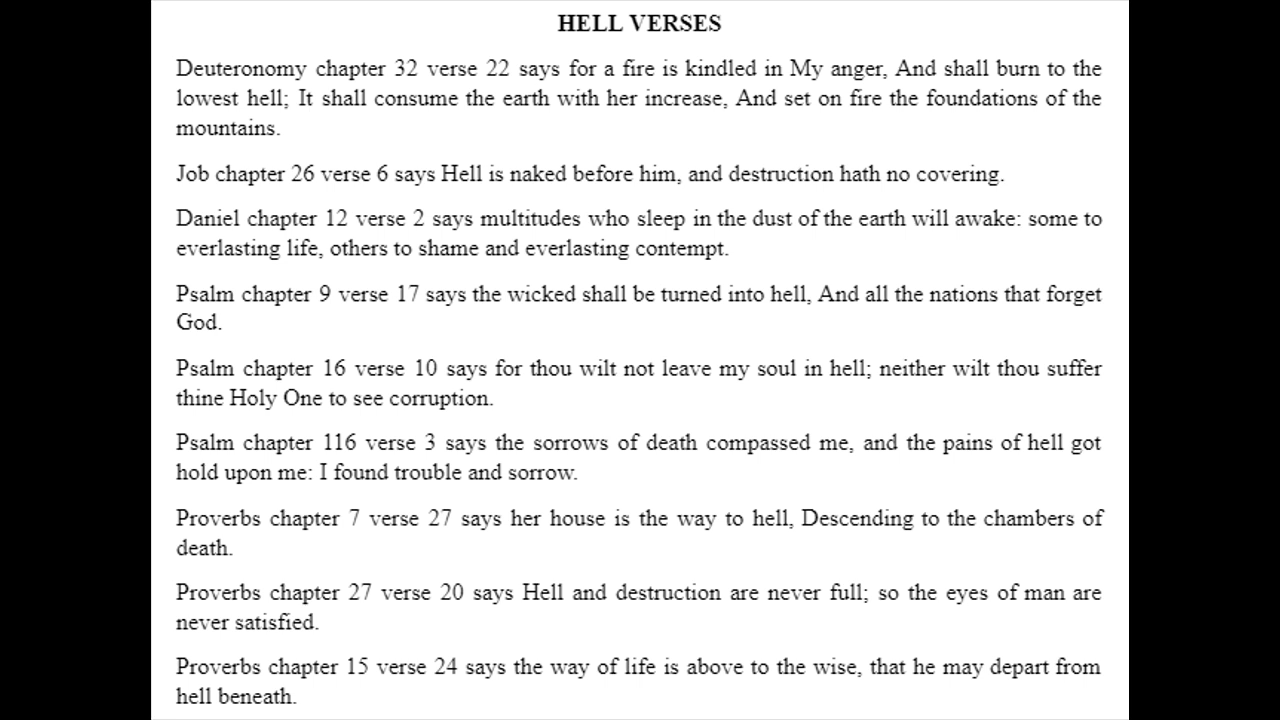 HELL VERSES
Deuteronomy chapter 32 verse 22 says for a fire is kindled in My anger, And shall burn to the
lowest hell; It shall consume the earth with her increase, And set on fire the foundations of the
mountains.
Job chapter 26 verse 6 says Hell is naked before him, and destruction hath no covering.
Daniel chapter 12 verse 2 says multitudes who sleep in the dust of the earth will awake: some to
everlasting life, others to shame and everlasting contempt.
Psalm chapter 9 verse 17 says the wicked shall be turned into hell, And all the nations that forget
God.
Psalm chapter 16 verse 10 says for thou wilt not leave my soul in hell; neither wilt thou suffer
thine Holy One to see corruption.
Psalm chapter 116 verse 3 says the sorrows of death compassed me, and the pains of hell got
hold upon me: I found trouble and sorrow.
Proverbs chapter 7 verse 27 says her house is the way to hell, Descending to the chambers of
death.
Proverbs chapter 27 verse 20 says Hell and destruction are never full; so the eyes of man are
never satisfied.
Proverbs chapter 15 verse 24 says the way of life is above to the wise, that he may depart from
hell beneath.